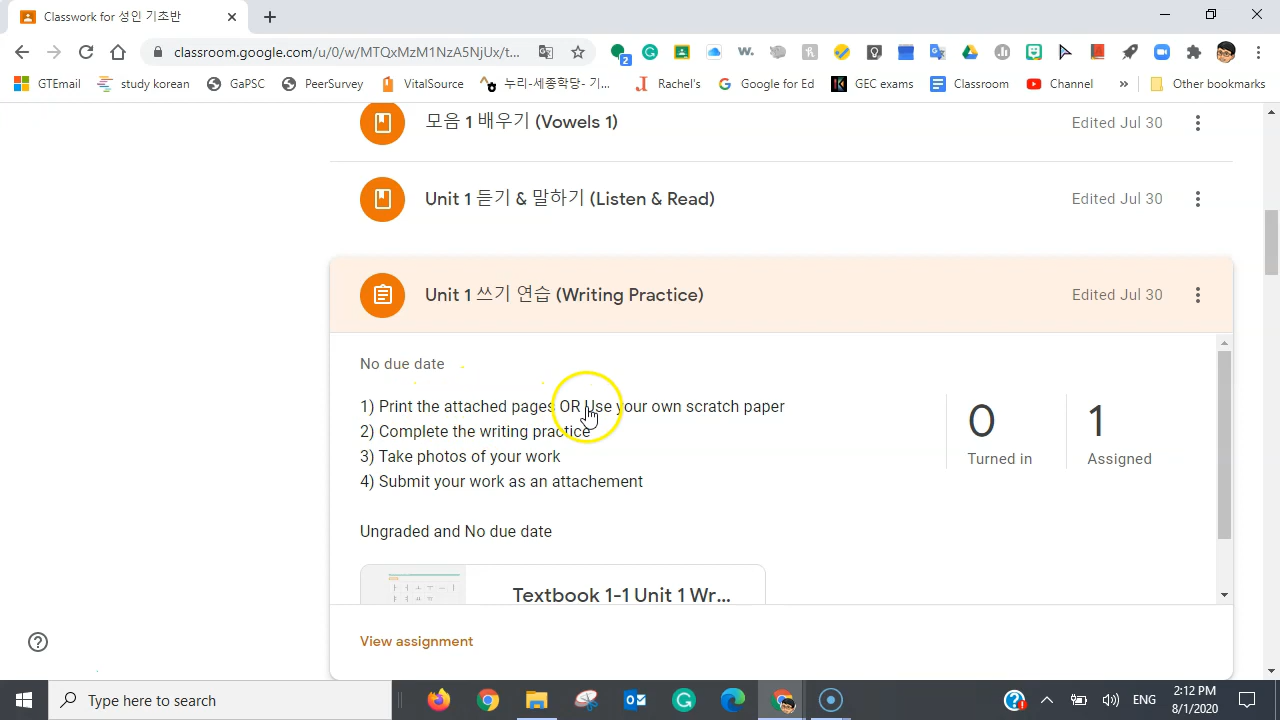 Classwork for 성인 기초반
classroom.google.com/u/0/w/MTQxMzM1NzA5NjUx/t...
2
w.
GTEmail
study korean
GaPSC
PeerSurvey
VitalSource
누리-세종학당- 기...
Rachel's
Google for Ed
GEC exams
Classroom
Channel
»
Other bookmarks
모음 1 배우기 (Vowels 1)
Edited Jul 30
Unit 1 듣기 & 말하기 (Listen & Read)
Edited Jul 30
Unit 1 쓰기 연습 (Writing Practice)
Edited Jul 30
No due date
1) Print the attached pages OR Use your own scratch paper
2) Complete the writing practice
3) Take photos of your work
4) Submit your work as an attachement
0
Turned in
1
Assigned
Ungraded and No due date
Textbook 1-1 Unit 1 Wr...
View assignment
Type here to search
ENG
2:12 PM
8/1/2020